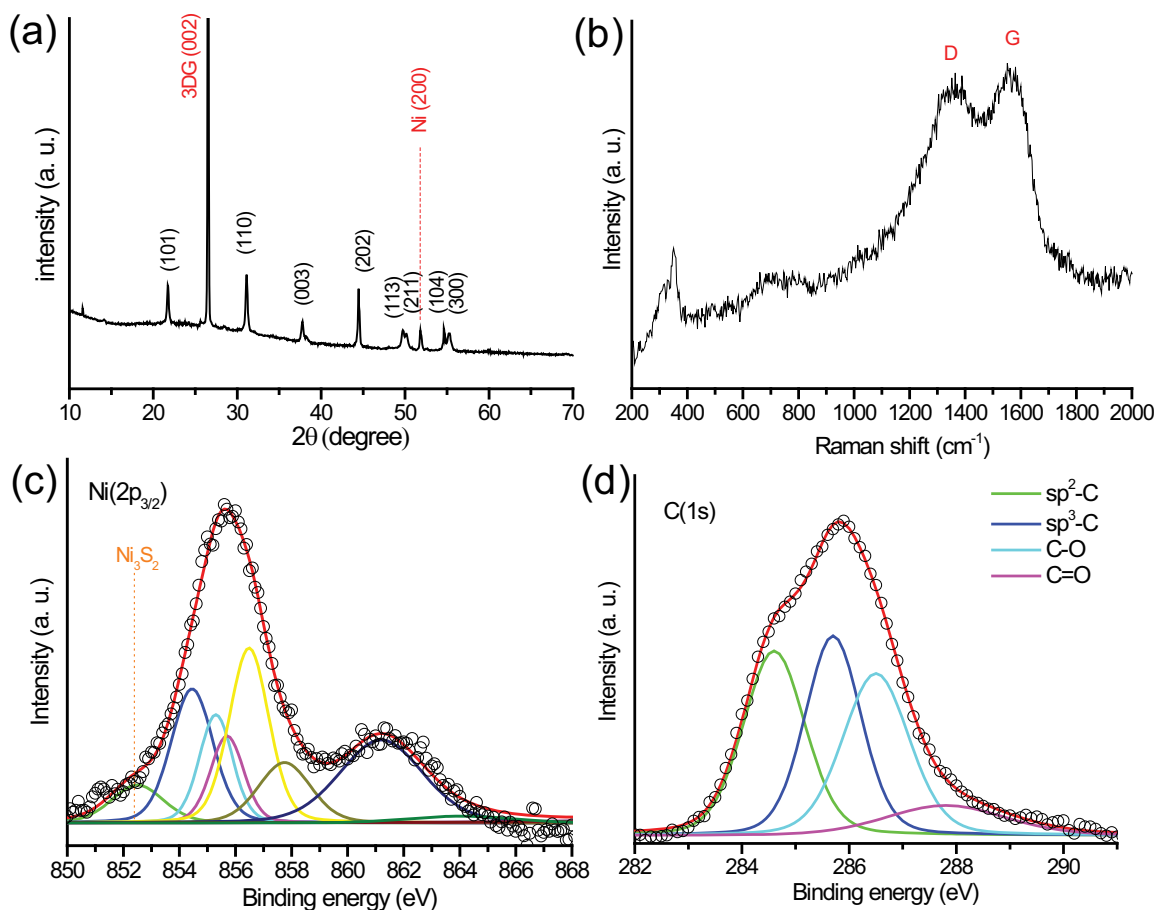 (a)
3DG (002)
Ni (200)
(101)
(110)
(003)
(202)
(113)
(211)
(104)
(300)
intensity (a. u.)
10 20 30 40 50 60 70
2θ (degree)
(b)
D
G
Intensity (a. u.)
200 400 600 800 1000 1200 1400 1600 1800 2000
Raman shift (cm⁻¹)
(c)
Ni(2p₃/₂)
Ni₃S₂
Intensity (a. u.)
850 852 854 856 858 860 862 864 866 868
Binding energy (eV)
(d)
C(1s)
sp²-C
sp³-C
C-O
C=O
Intensity (a. u.)
282 284 286 288 290
Binding energy (eV)